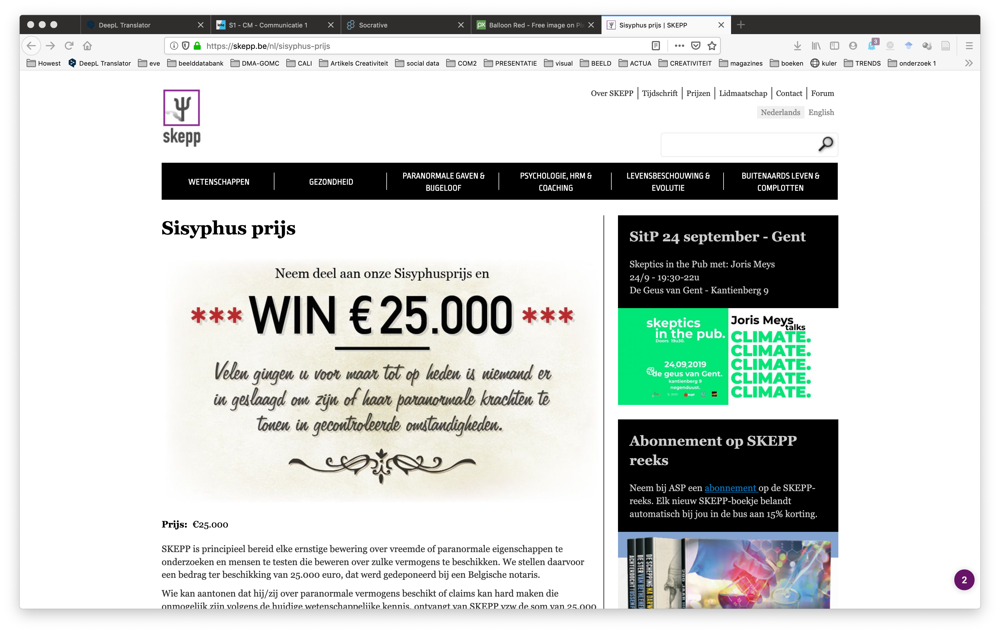 DeepL Translator
S1 - CM - Communicatie 1
Socrative
Balloon Red - Free image on Pix
Sisyphus prijs | SKEPP
https://skepp.be/nl/sisyphus-prijs
3
Howest
DeepL Translator
eve
beelddatabank
DMA-GOMC
CALI
Artikels Creativiteit
social data
COM2
PRESENTATIE
visual
BEELD
ACTUA
CREATIVITEIT
magazines
boeken
kuler
TRENDS
onderzoek 1
skepp
Over SKEPP
Tijdschrift
Prijzen
Lidmaatschap
Contact
Forum
Nederlands
English
WETENSCHAPPEN
GEZONDHEID
PARANORMALE GAVEN &
BIJGELOOF
PSYCHOLOGIE, HRM &
COACHING
LEVENSBESCHOUWING &
EVOLUTIE
BUITENAARDS LEVEN &
COMPLOTTEN
Sisyphus prijs
Neem deel aan onze Sisyphusprijs en
*** WIN € 25.000 ***
Velen gingen u voor maar tot op heden is niemand er
in geslaagd om zijn of haar paranormale krachten te
tonen in gecontroleerde omstandigheden.
Prijs: €25.000
SKEPP is principieel bereid elke ernstige bewering over vreemde of paranormale eigenschappen te
onderzoeken en mensen te testen die beweren over zulke vermogens te beschikken. We stellen daarvoor
een bedrag ter beschikking van 25.000 euro, dat werd gedeponeerd bij een Belgische notaris.
Wie kan aantonen dat hij/zij over paranormale vermogens beschikt of claims kan hard maken die
onmogelijk zijn volgens de huidige wetenschappelijke kennis, ontvangt van SKEPP vzw de som van 25.000
SitP 24 september - Gent
Skeptics in the Pub met: Joris Meys
24/9 - 19:30-22u
De Geus van Gent - Kantienberg 9
skeptics
in the pub.
Doors 19u30.
24.09.2019
de geus van Gent.
kantienberg 9
negenduust.
Joris Meys
talks
CLIMATE.
CLIMATE.
CLIMATE.
CLIMATE.
CLIMATE.
Abonnement op SKEPP
reeks
Neem bij ASP een abonnement op de SKEPP-
reeks. Elk nieuw SKEPP-boekje belandt
automatisch bij jou in de bus aan 15% korting.
ACHTERDOCHT TUSSEN
DE STER VAN BETHLEHEM
DE SCHEPPING NA DARW
2